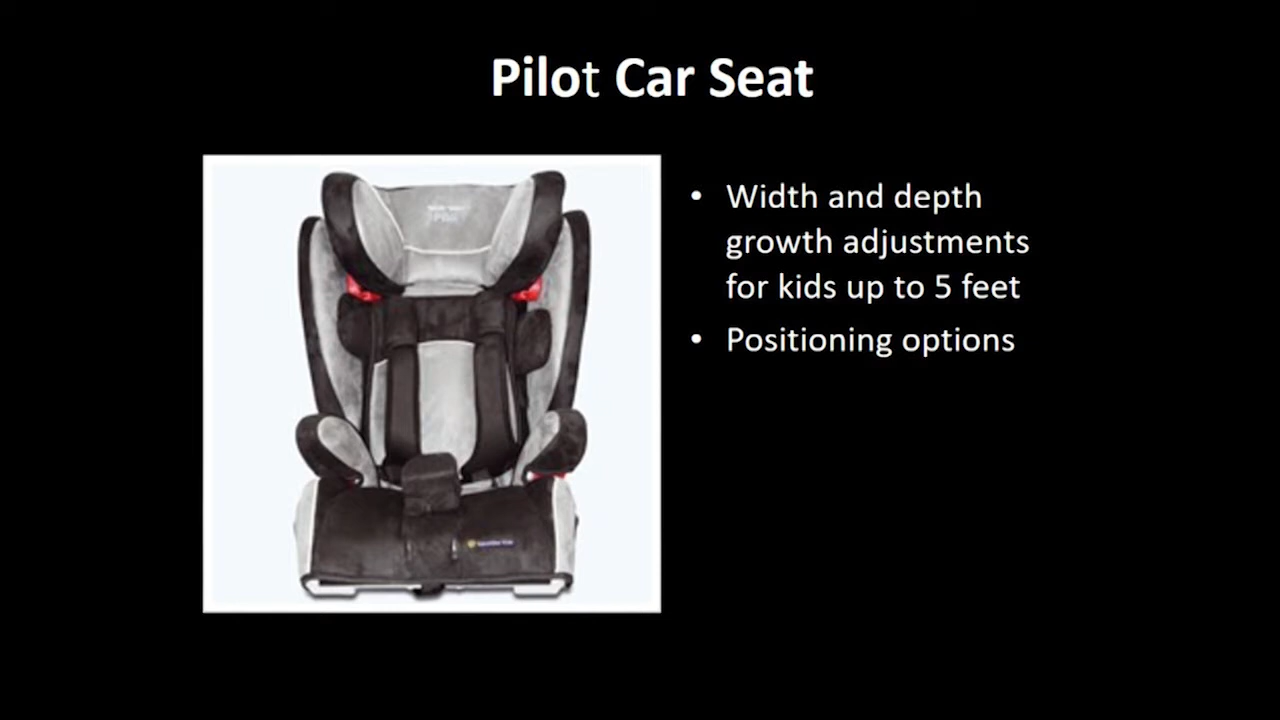 Pilot Car Seat
• Width and depth
growth adjustments
for kids up to 5 feet
• Positioning options